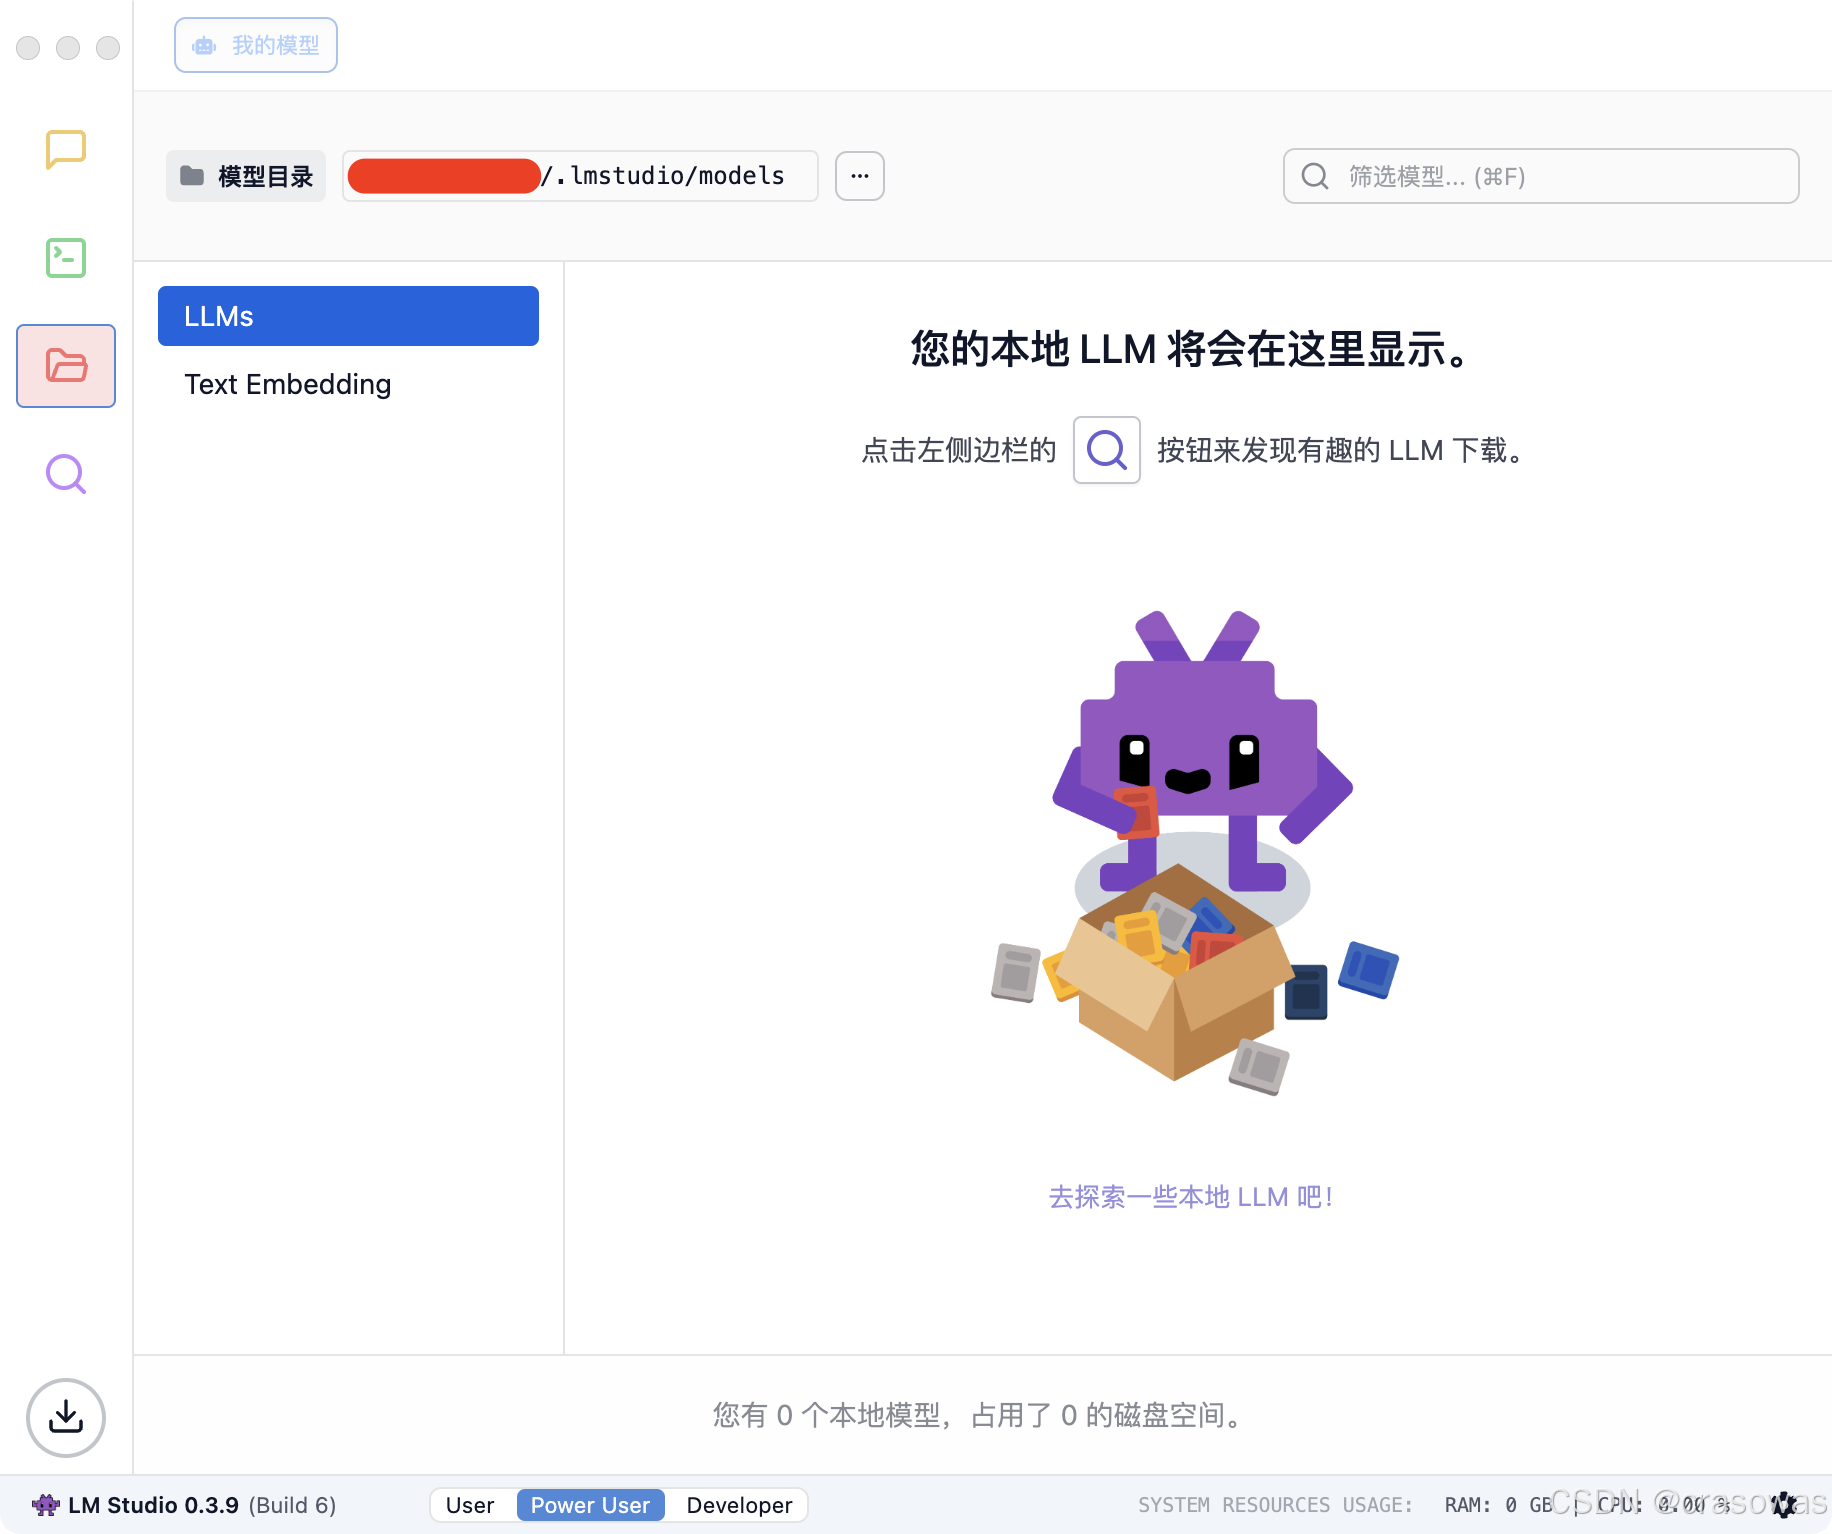 我的模型
模型目录
/.lmstudio/models
筛选模型... (⌘F)
LLMs
Text Embedding
您的本地 LLM 将会在这里显示。
点击左侧边栏的 按钮来发现有趣的 LLM 下载。
去探索一些本地 LLM 吧！
您有 0 个本地模型，占用了 0 的磁盘空间。
LM Studio 0.3.9 (Build 6)
User Power User Developer
SYSTEM RESOURCES USAGE: RAM: 0 GB | CPU: 0.00 %
CSDN @crasowas